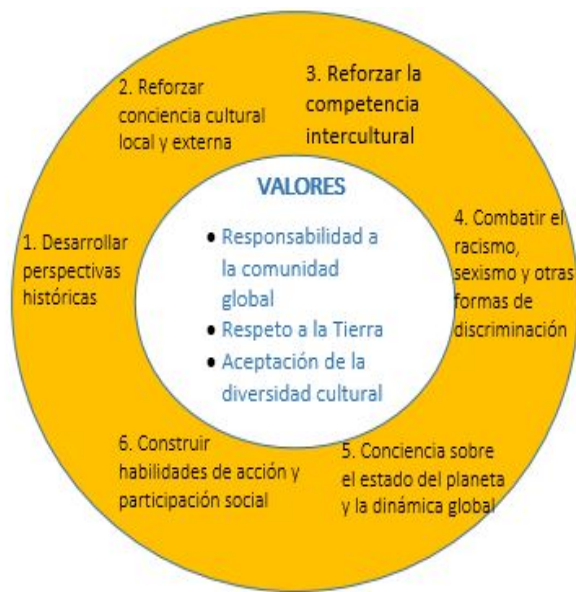 2. Reforzar
conciencia cultural
local y externa
3. Reforzar la
competencia
intercultural
VALORES
• Responsabilidad a
la comunidad
global
• Respeto a la Tierra
• Aceptación de la
diversidad cultural
1. Desarrollar
perspectivas
históricas
4. Combatir el
racismo,
sexismo y otras
formas de
discriminación
6. Construir
habilidades de acción y
participación social
5. Conciencia sobre
el estado del planeta
y la dinámica global